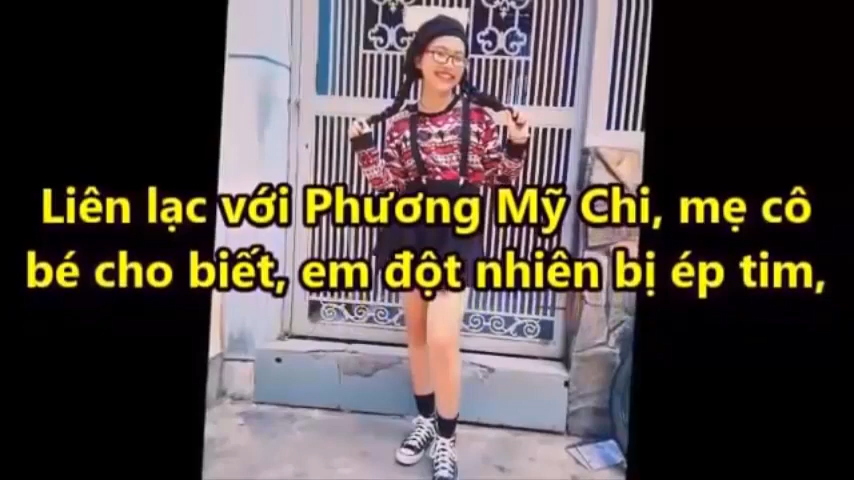 Liên lạc với Phương Mỹ Chi, mẹ cô
bé cho biết, em đột nhiên bị ép tim,